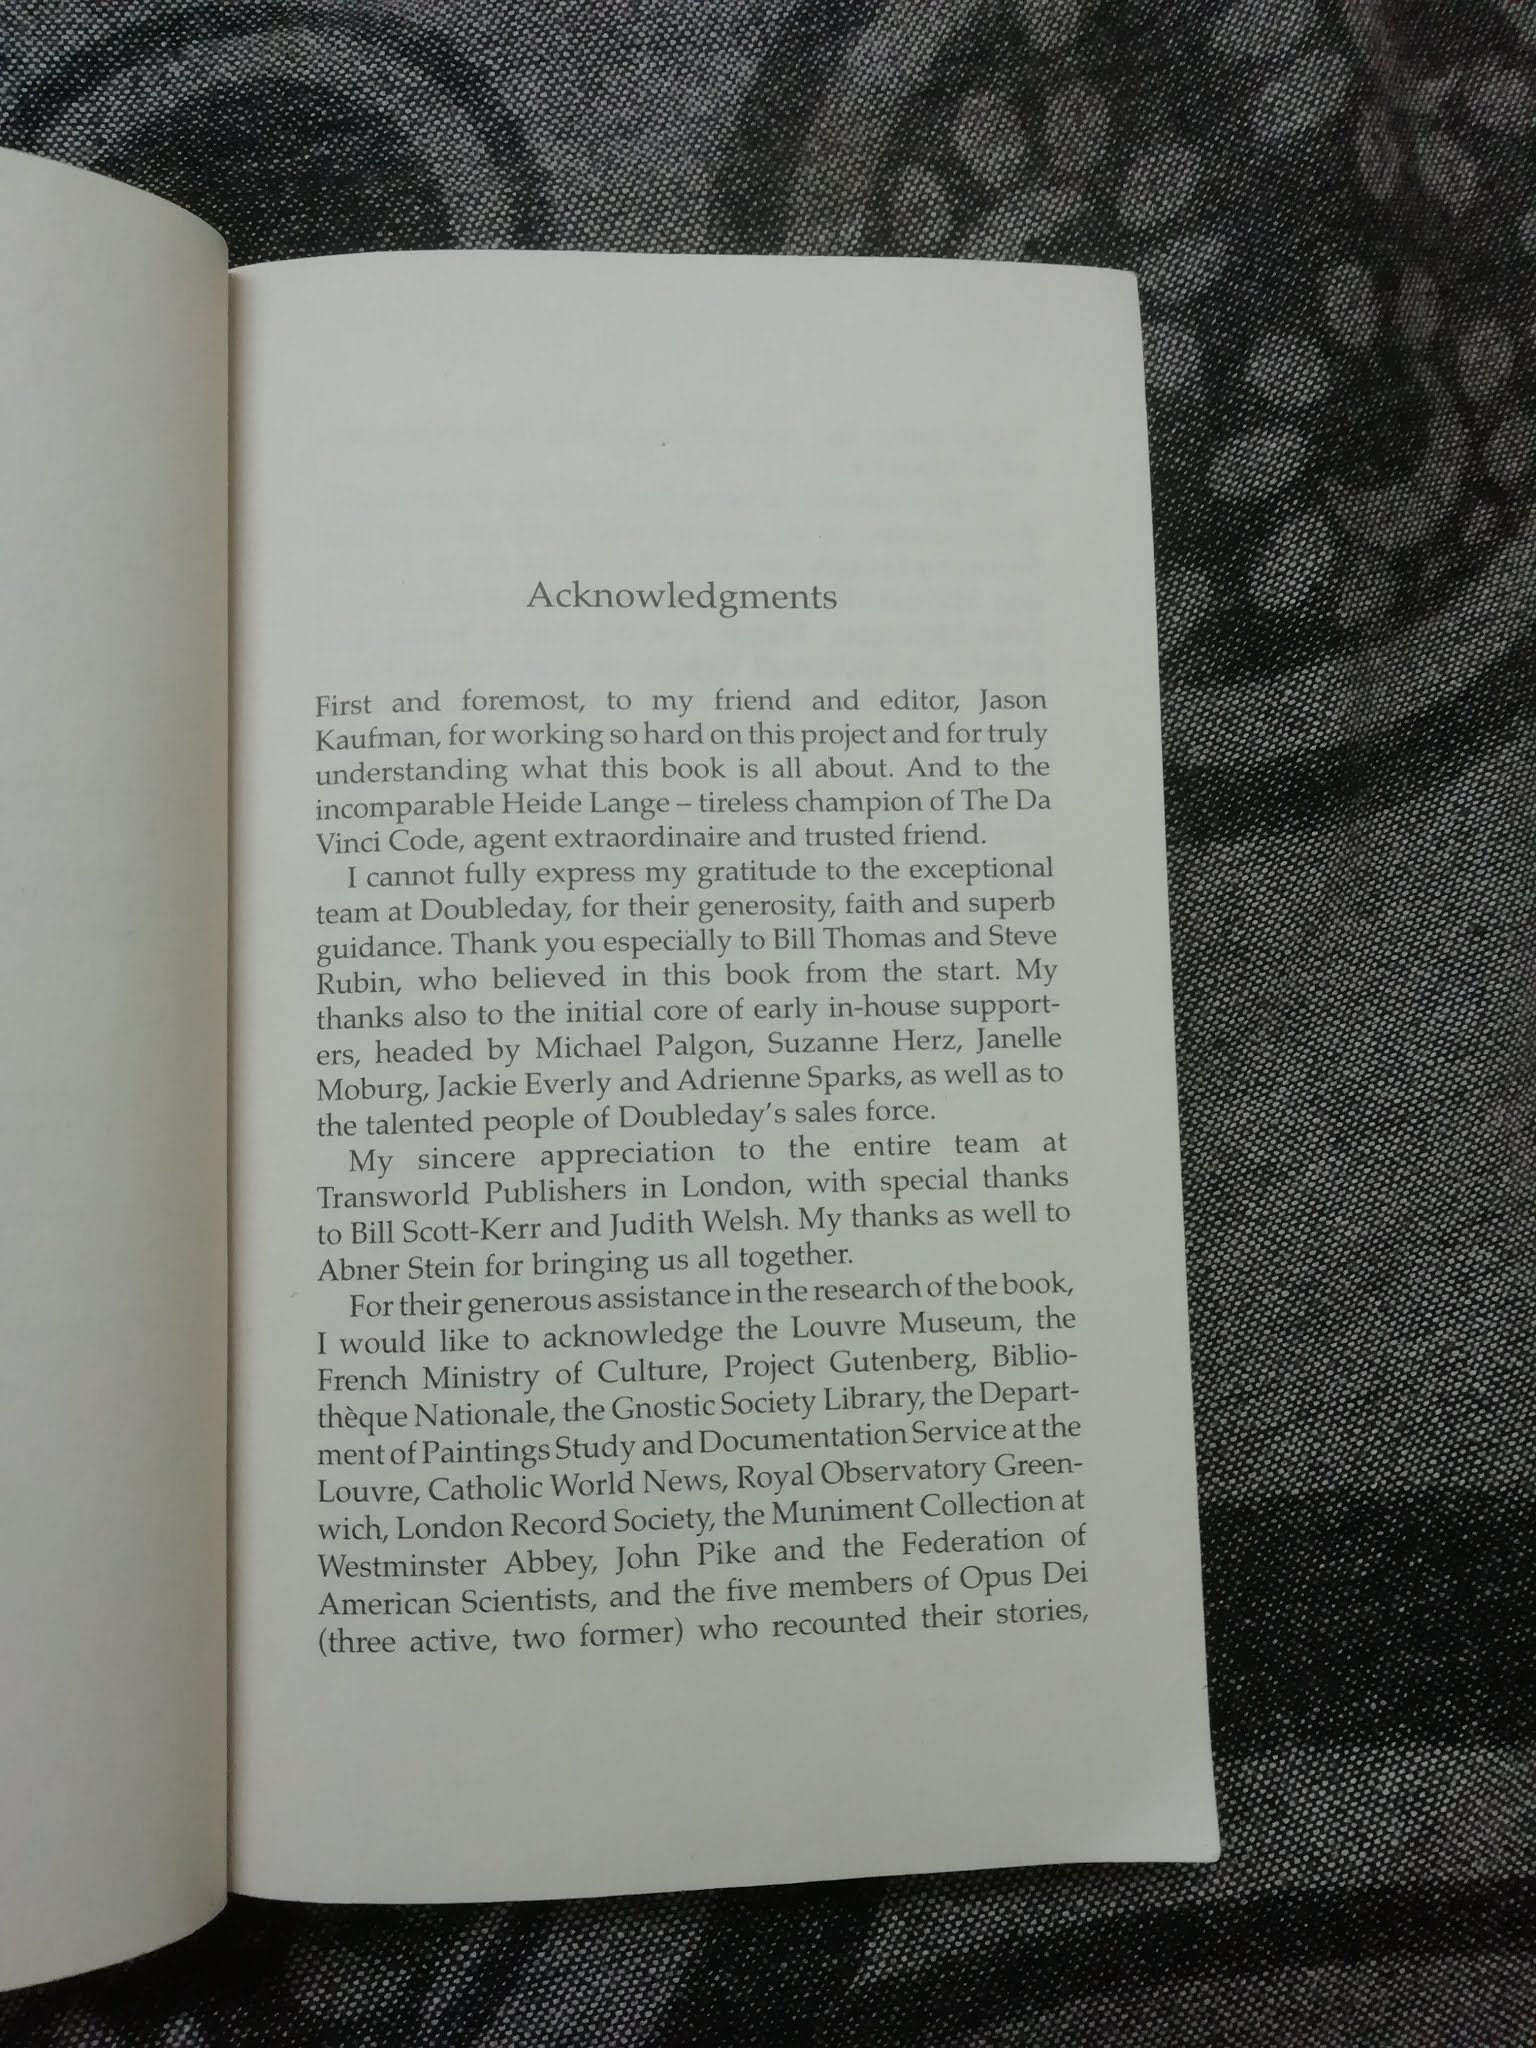 Acknowledgments
First and foremost, to my friend and editor, Jason
Kaufman, for working so hard on this project and for truly
understanding what this book is all about. And to the
incomparable Heide Lange – tireless champion of The Da
Vinci Code, agent extraordinaire and trusted friend.
I cannot fully express my gratitude to the exceptional
team at Doubleday, for their generosity, faith and superb
guidance. Thank you especially to Bill Thomas and Steve
Rubin, who believed in this book from the start. My
thanks also to the initial core of early in-house support-
ers, headed by Michael Palgon, Suzanne Herz, Janelle
Moburg, Jackie Everly and Adrienne Sparks, as well as to
the talented people of Doubleday's sales force.
My sincere appreciation to the entire team at
Transworld Publishers in London, with special thanks
to Bill Scott-Kerr and Judith Welsh. My thanks as well to
Abner Stein for bringing us all together.
For their generous assistance in the research of the book,
I would like to acknowledge the Louvre Museum, the
French Ministry of Culture, Project Gutenberg, Biblio-
thèque Nationale, the Gnostic Society Library, the Depart-
ment of Paintings Study and Documentation Service at the
Louvre, Catholic World News, Royal Observatory Green-
wich, London Record Society, the Muniment Collection at
Westminster Abbey, John Pike and the Federation of
American Scientists, and the five members of Opus Dei
(three active, two former) who recounted their stories,